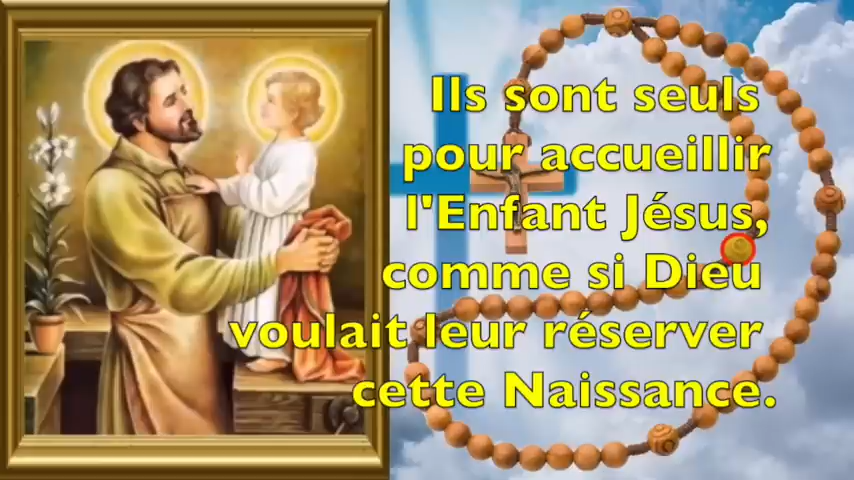 Ils sont seuls
pour accueillir
l'Enfant Jésus,
comme si Dieu
voulait leur réserver
cette Naissance.